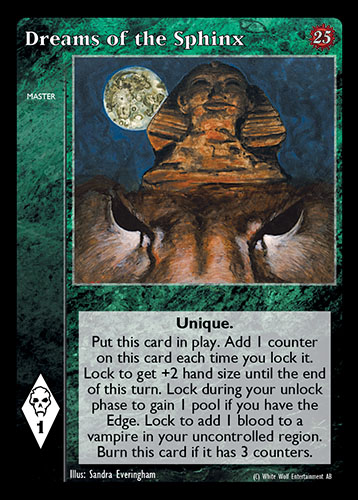 Dreams of the Sphinx
25
MASTER
Unique.
Put this card in play. Add 1 counter
on this card each time you lock it.
Lock to get +2 hand size until the end
of this turn. Lock during your unlock
phase to gain 1 pool if you have the
Edge. Lock to add 1 blood to a
vampire in your uncontrolled region.
Burn this card if it has 3 counters.
1
Illus: Sandra Everingham
(C) White Wolf Entertainment AB